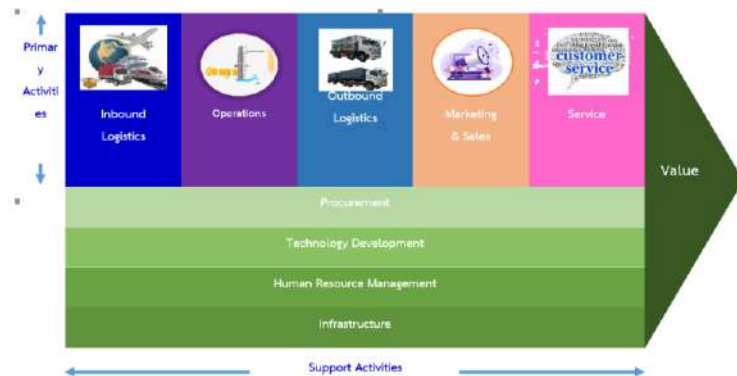 Primar
y
Activiti
es
Inbound
Logistics
Operations
Outbound
Logistics
Marketing
& Sales
customer
service
Service
Value
Procurement
Technology Development
Human Resource Management
Infrastructure
Support Activities